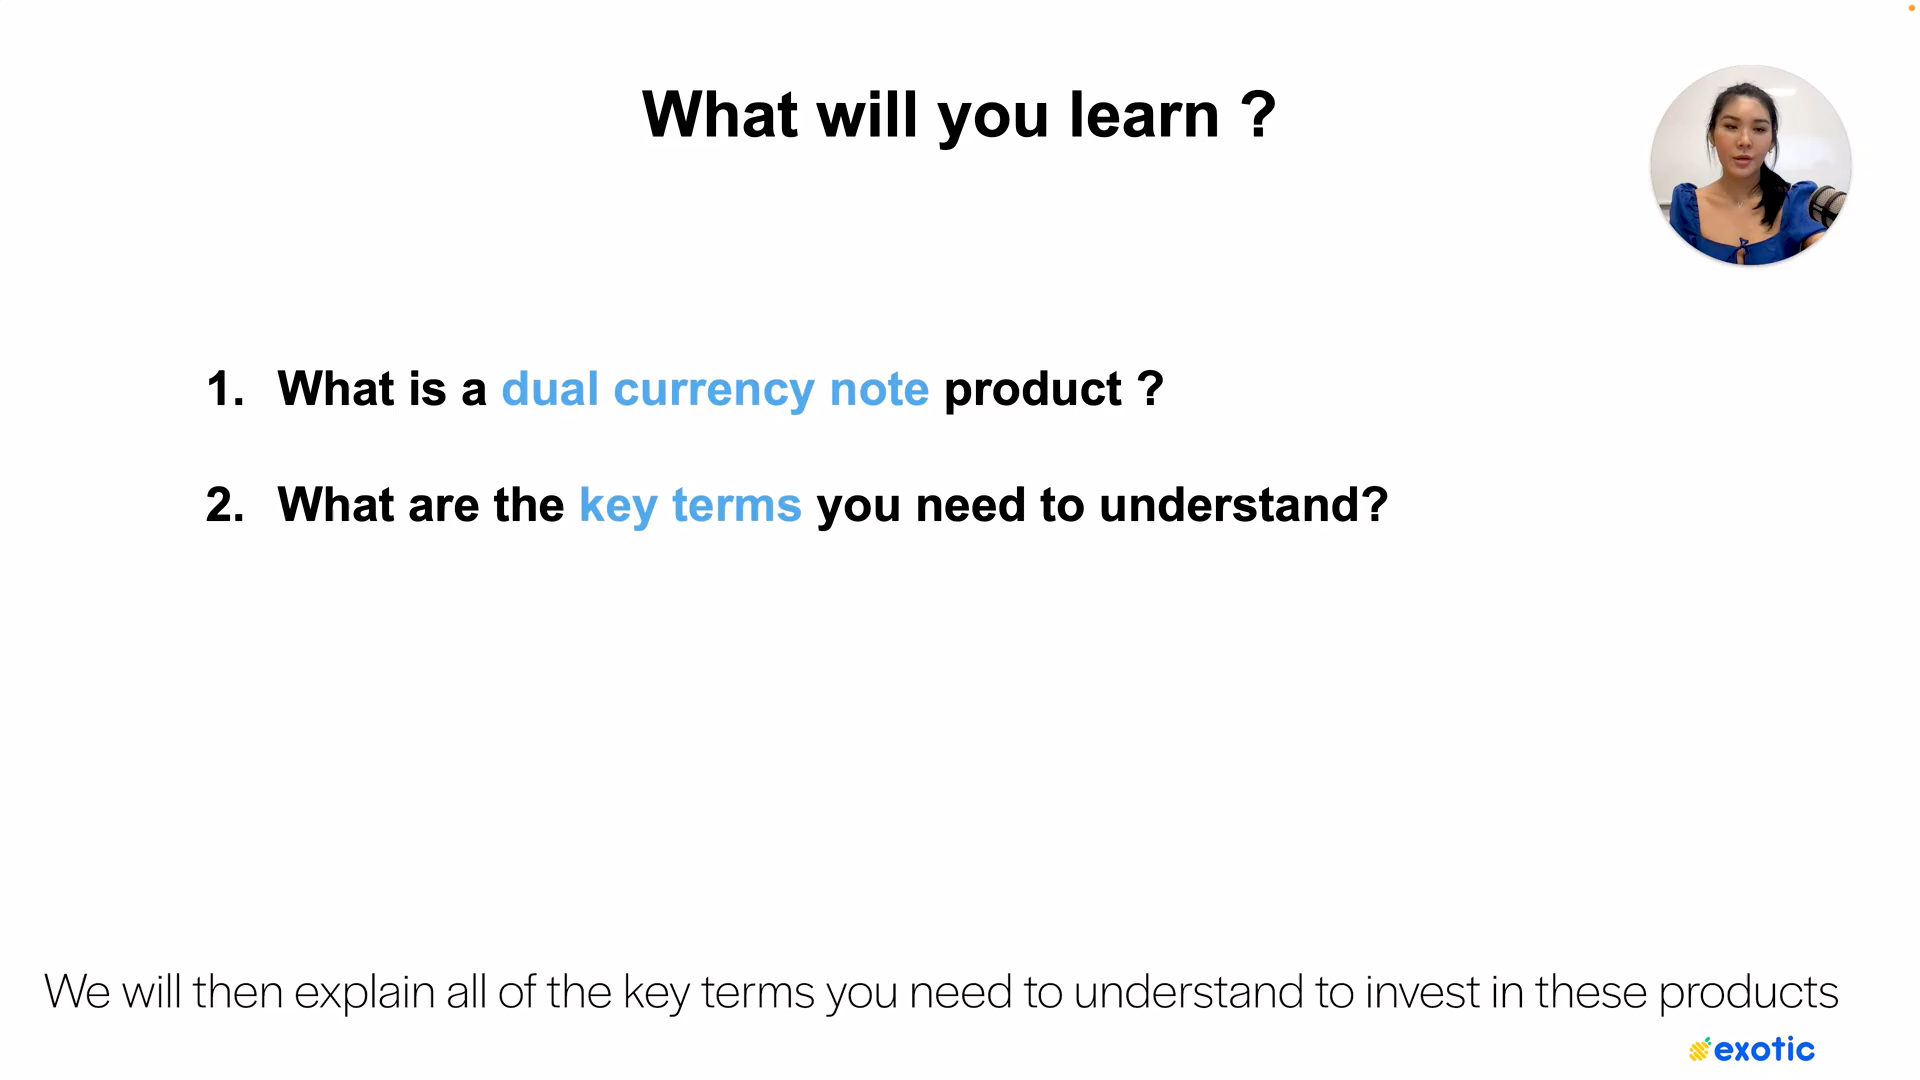 What will you learn ?
1. What is a dual currency note product ?
2. What are the key terms you need to understand?
We will then explain all of the key terms you need to understand to invest in these products
exotic